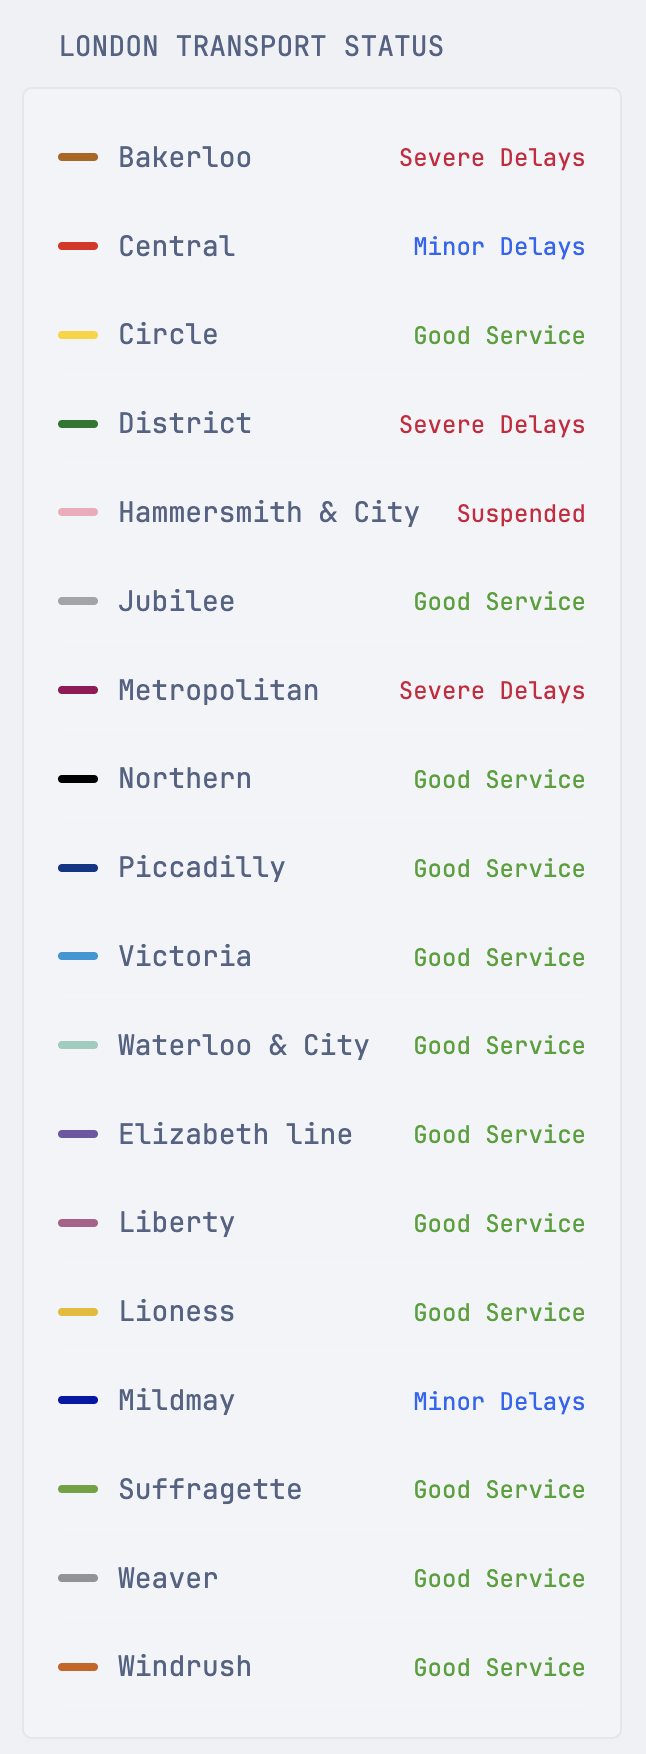 LONDON TRANSPORT STATUS
Bakerloo Severe Delays
Central Minor Delays
Circle Good Service
District Severe Delays
Hammersmith & City Suspended
Jubilee Good Service
Metropolitan Severe Delays
Northern Good Service
Piccadilly Good Service
Victoria Good Service
Waterloo & City Good Service
Elizabeth line Good Service
Liberty Good Service
Lioness Good Service
Mildmay Minor Delays
Suffragette Good Service
Weaver Good Service
Windrush Good Service